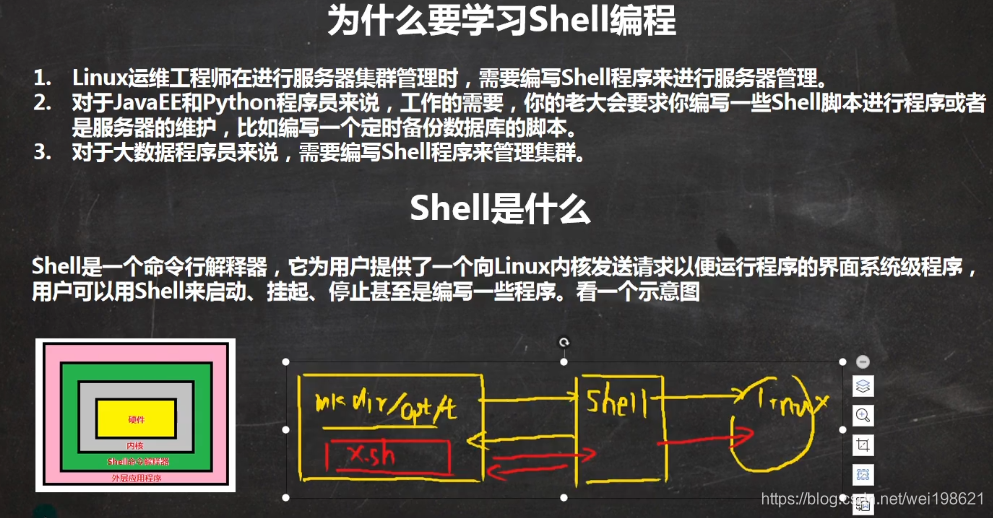 为什么要学习Shell编程
1. Linux运维工程师在进行服务器集群管理时，需要编写Shell程序来进行服务器管理。
2. 对于JavaEE和Python程序员来说，工作的需要，你的老大会要求你编写一些Shell脚本进行程序或者
是服务器的维护，比如编写一个定时备份数据库的脚本。
3. 对于大数据程序员来说，需要编写Shell程序来管理集群。
Shell是什么
Shell是一个命令行解释器，它为用户提供了一个向Linux内核发送请求以便运行程序的界面系统级程序，
用户可以用Shell来启动、挂起、停止甚至是编写一些程序。看一个示意图
硬件
内核
Shell命令解释器
外层应用程序
mkdir/opt/t
x.sh
shell
linux
https://blog.csdn.net/wei198621